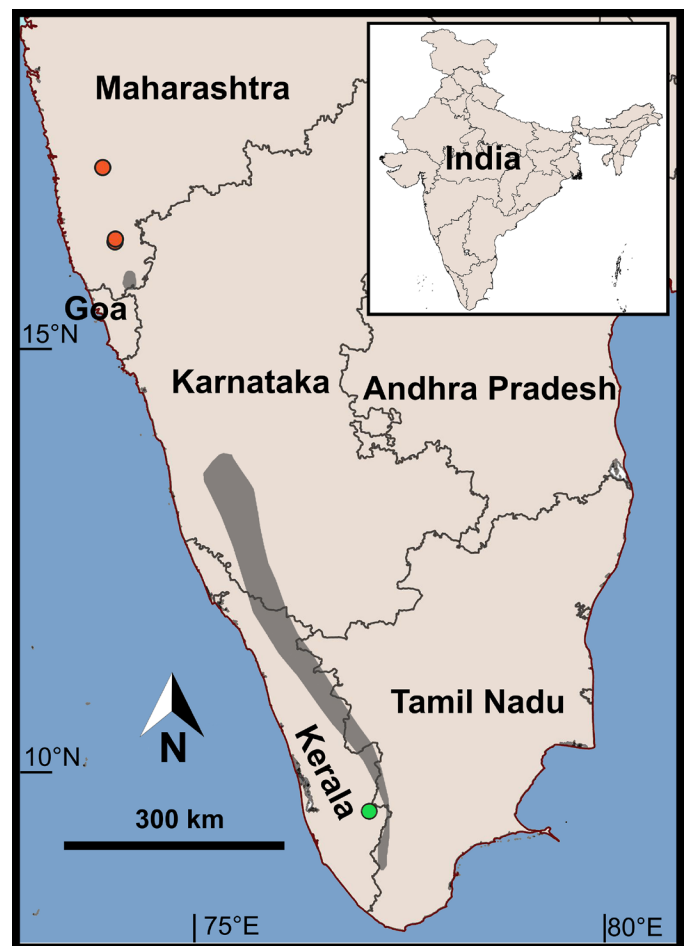 Maharashtra
India
Goa
15°N
Karnataka
Andhra Pradesh
Tamil Nadu
N
10°N
Kerala
300 km
75°E
80°E